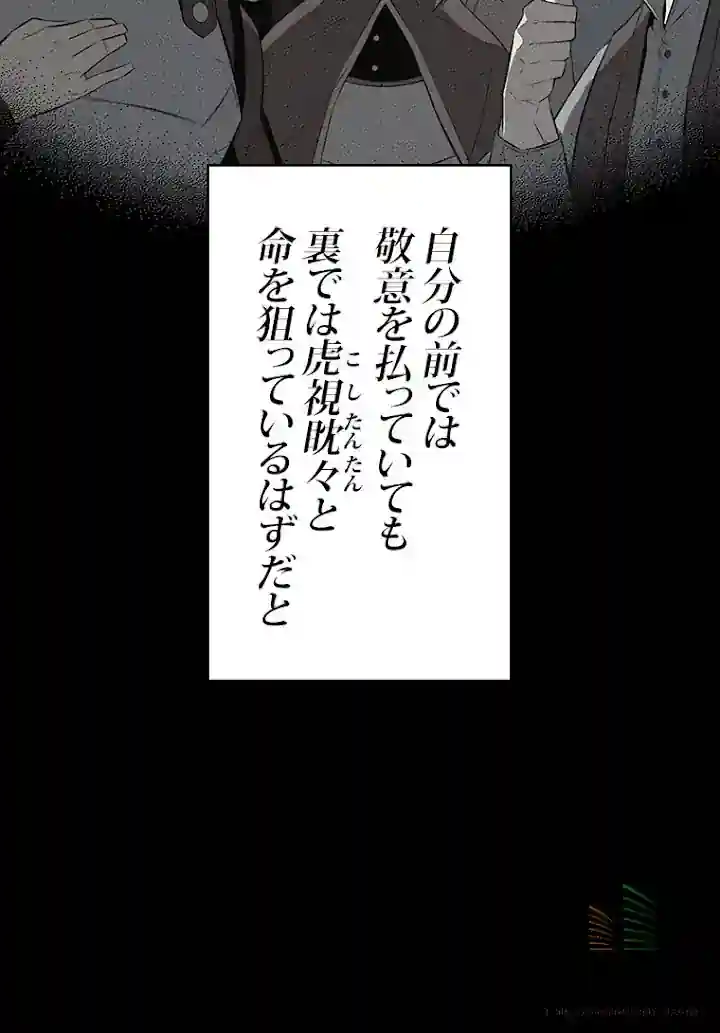 自分の前では
敬意を払っていても
裏では虎視眈々と
こしたんたん
命を狙っているはずだと